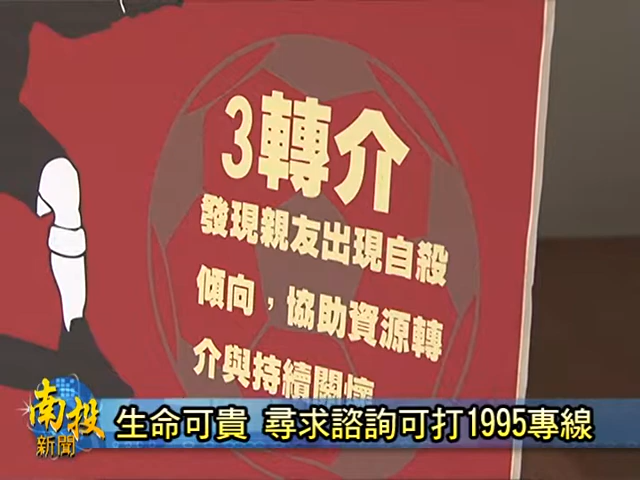 3轉介
發現親友出現自殺
傾向，協助資源轉
介與持續關懷
南投
新聞
生命可貴 尋求諮詢可打1995專線